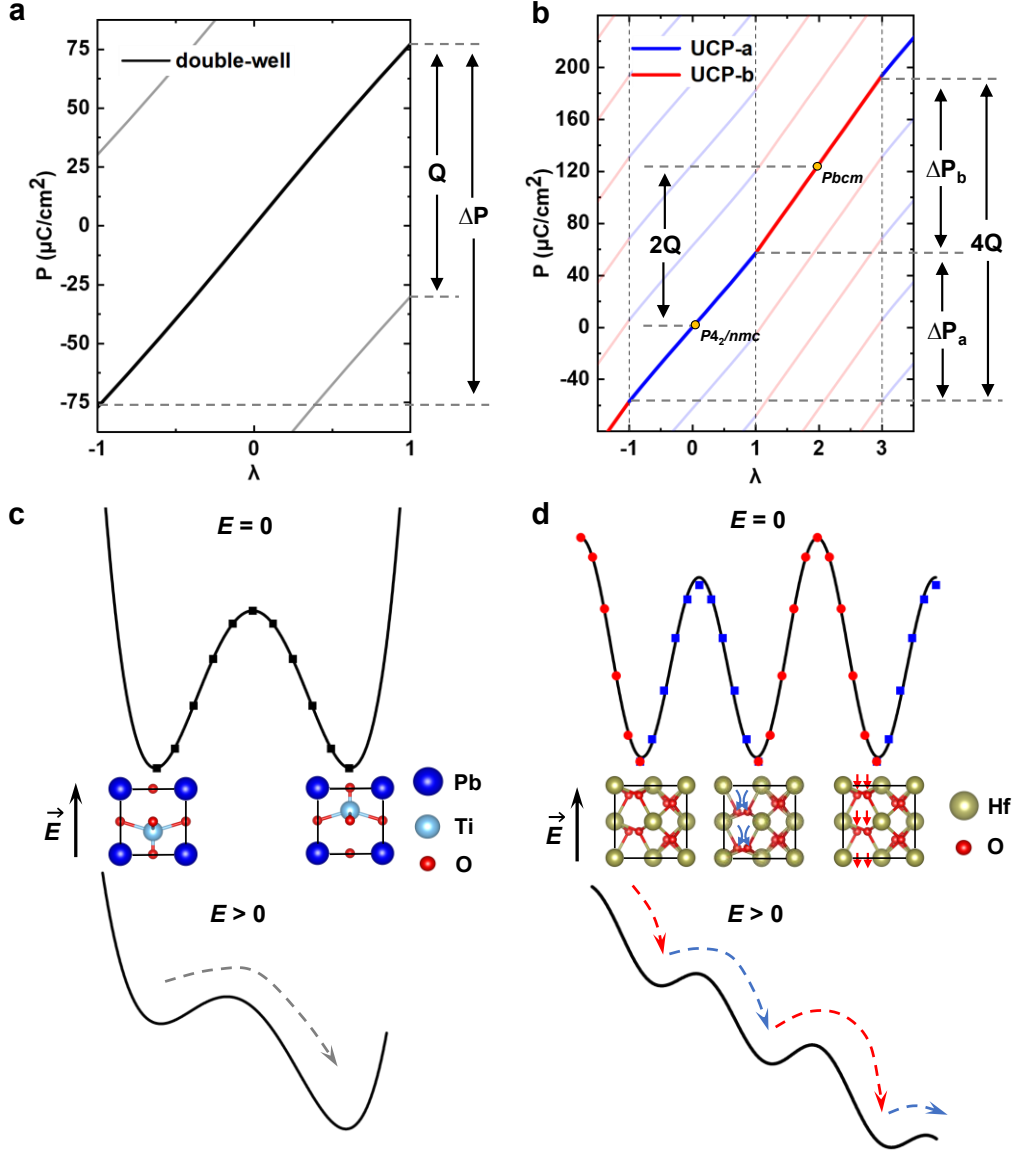 a
double-well
75
50
25
0
-25
-50
-75
P (µC/cm²)
-1
0
1
λ
Q
ΔP
b
UCP-a
UCP-b
200
160
120
80
40
0
-40
P (µC/cm²)
-1
0
1
2
3
λ
Pbcm
P4₂/nmc
2Q
ΔP_b
ΔP_a
4Q
c
E = 0
E⃗
Pb
Ti
O
E > 0
d
E = 0
E⃗
Hf
O
E > 0